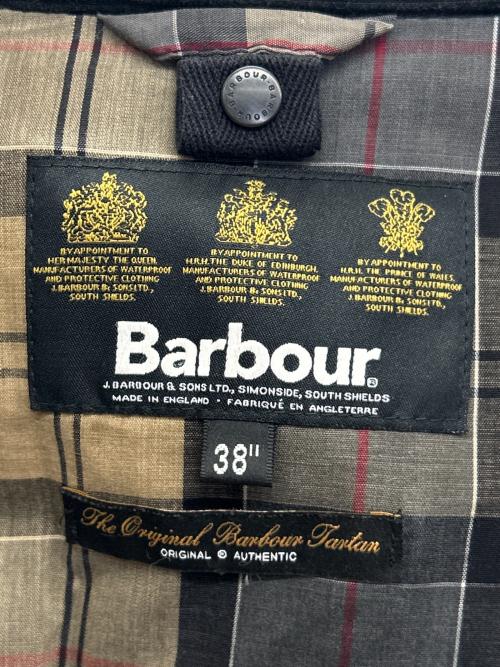 BARBOUR·BARBOUR·BARBOUR
BY APPOINTMENT TO
HER MAJESTY THE QUEEN.
MANUFACTURERS OF WATERPROOF
AND PROTECTIVE CLOTHING
J.BARBOUR & SONS LTD.,
SOUTH SHIELDS.
BY APPOINTMENT TO
H.R.H. THE DUKE OF EDINBURGH.
MANUFACTURERS OF WATERPROOF
AND PROTECTIVE CLOTHING
J.BARBOUR & SONS LTD.,
SOUTH SHIELDS.
BY APPOINTMENT TO
H.R.H. THE PRINCE OF WALES.
MANUFACTURERS OF WATERPROOF
AND PROTECTIVE CLOTHING
J.BARBOUR & SONS LTD.,
SOUTH SHIELDS.
Barbour®
J.BARBOUR & SONS LTD., SIMONSIDE, SOUTH SHIELDS
MADE IN ENGLAND · FABRIQUÉ EN ANGLETERRE
38"
The Original Barbour Tartan
ORIGINAL © AUTHENTIC